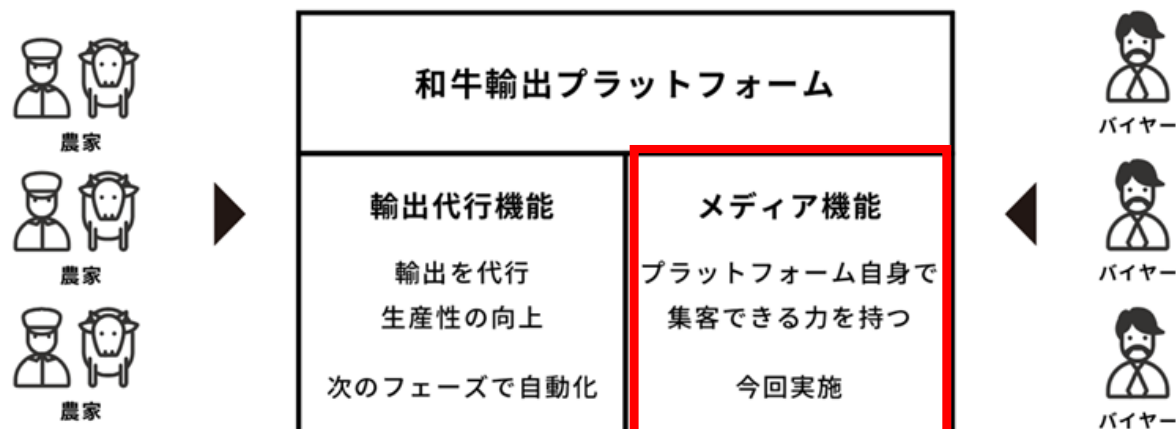 和牛輸出プラットフォーム
農家
農家
農家
輸出代行機能
輸出を代行
生産性の向上
次のフェーズで自動化
メディア機能
プラットフォーム自身で
集客できる力を持つ
今回実施
バイヤー
バイヤー
バイヤー